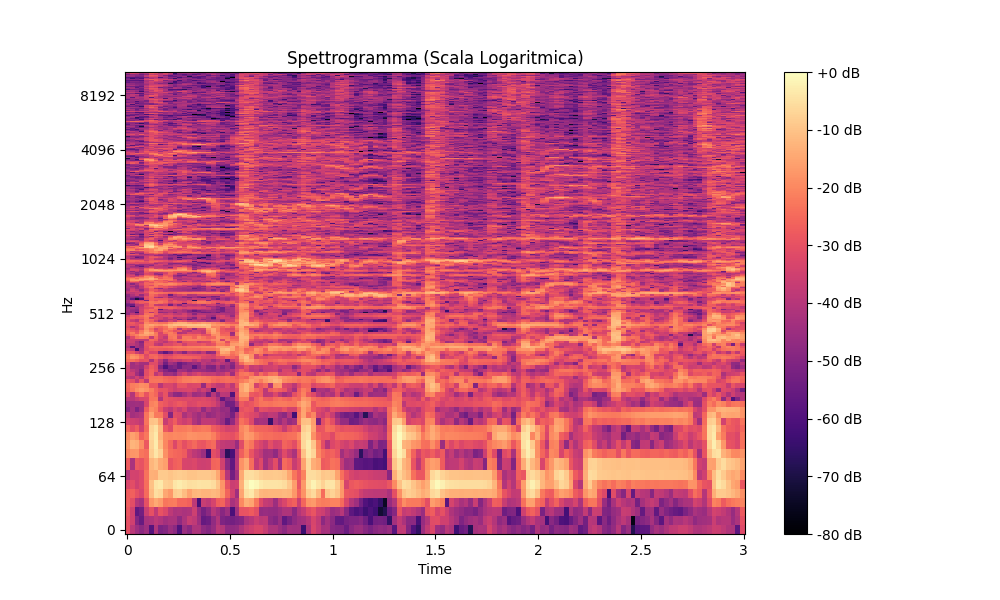 Spettrogramma (Scala Logaritmica)
Hz
8192
4096
2048
1024
512
256
128
64
0
0
0.5
1
1.5
2
2.5
3
Time
+0 dB
-10 dB
-20 dB
-30 dB
-40 dB
-50 dB
-60 dB
-70 dB
-80 dB